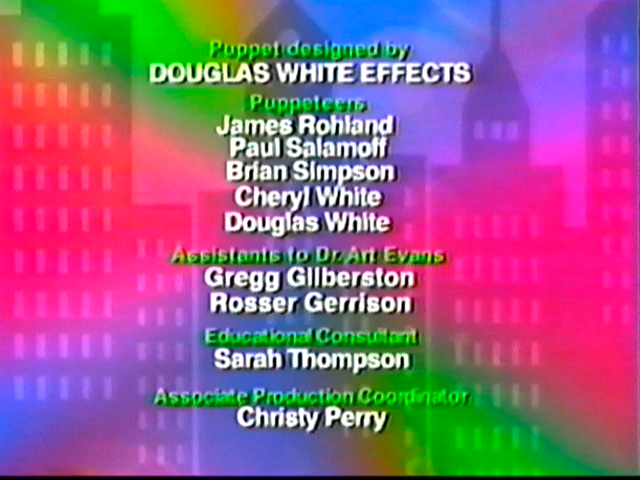 Puppet designed by
DOUGLAS WHITE EFFECTS
Puppeteers
James Rohland
Paul Salamoff
Brian Simpson
Cheryl White
Douglas White
Assistants to Dr. Art Evans
Gregg Gilberston
Rosser Gerrison
Educational Consultant
Sarah Thompson
Associate Production Coordinator
Christy Perry